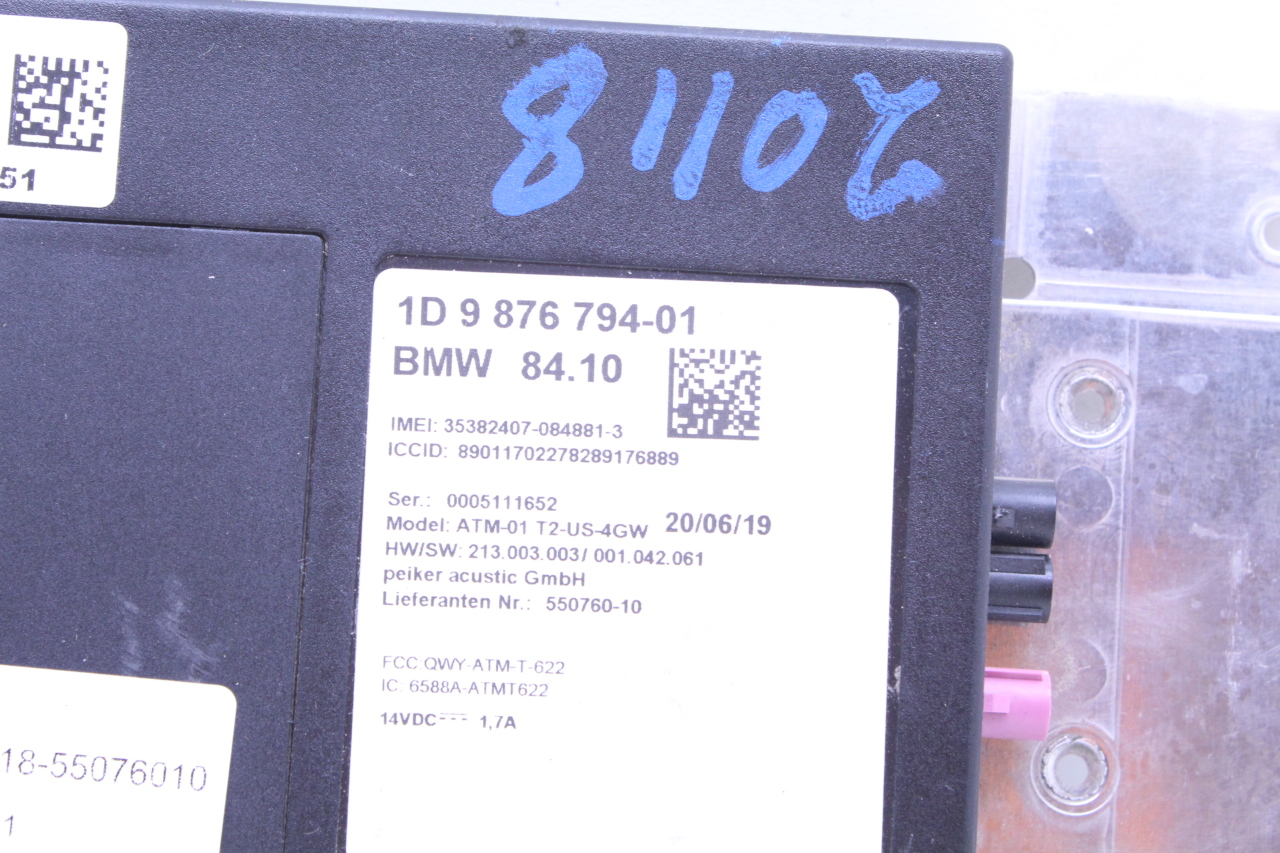 8110Z
51
1D 9 876 794-01
BMW 84.10
IMEI: 35382407-084881-3
ICCID: 89011702278289176889
Ser.: 0005111652
Model: ATM-01 T2-US-4GW 20/06/19
HW/SW: 213.003.003/ 001.042.061
peiker acustic GmbH
Lieferanten Nr.: 550760-10
FCC:QWY-ATM-T-622
IC: 6588A-ATMT622
14VDC⎓ 1,7A
18-55076010
1